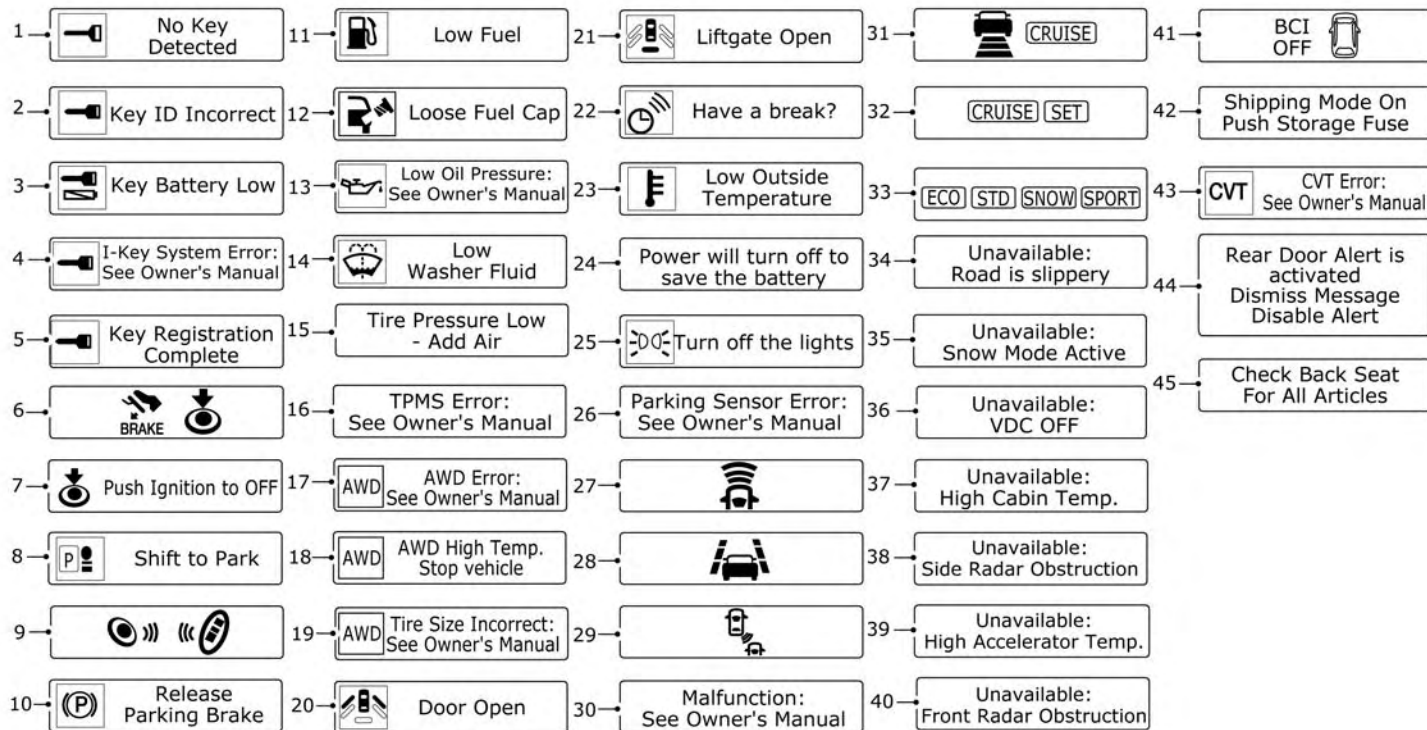 1
No Key
Detected
2
Key ID Incorrect
3
Key Battery Low
4
I-Key System Error:
See Owner's Manual
5
Key Registration
Complete
6
BRAKE
7
Push Ignition to OFF
8
P
Shift to Park
9
10
P
Release
Parking Brake
11
Low Fuel
12
Loose Fuel Cap
13
Low Oil Pressure:
See Owner's Manual
14
Low
Washer Fluid
15
Tire Pressure Low
- Add Air
16
TPMS Error:
See Owner's Manual
17
AWD
AWD Error:
See Owner's Manual
18
AWD
AWD High Temp.
Stop vehicle
19
AWD
Tire Size Incorrect:
See Owner's Manual
20
Door Open
21
Liftgate Open
22
Have a break?
23
Low Outside
Temperature
24
Power will turn off to
save the battery
25
Turn off the lights
26
Parking Sensor Error:
See Owner's Manual
27
28
29
30
Malfunction:
See Owner's Manual
31
CRUISE
32
CRUISE SET
33
ECO STD SNOW SPORT
34
Unavailable:
Road is slippery
35
Unavailable:
Snow Mode Active
36
Unavailable:
VDC OFF
37
Unavailable:
High Cabin Temp.
38
Unavailable:
Side Radar Obstruction
39
Unavailable:
High Accelerator Temp.
40
Unavailable:
Front Radar Obstruction
41
BCI
OFF
42
Shipping Mode On
Push Storage Fuse
43
CVT
CVT Error:
See Owner's Manual
44
Rear Door Alert is
activated
Dismiss Message
Disable Alert
45
Check Back Seat
For All Articles